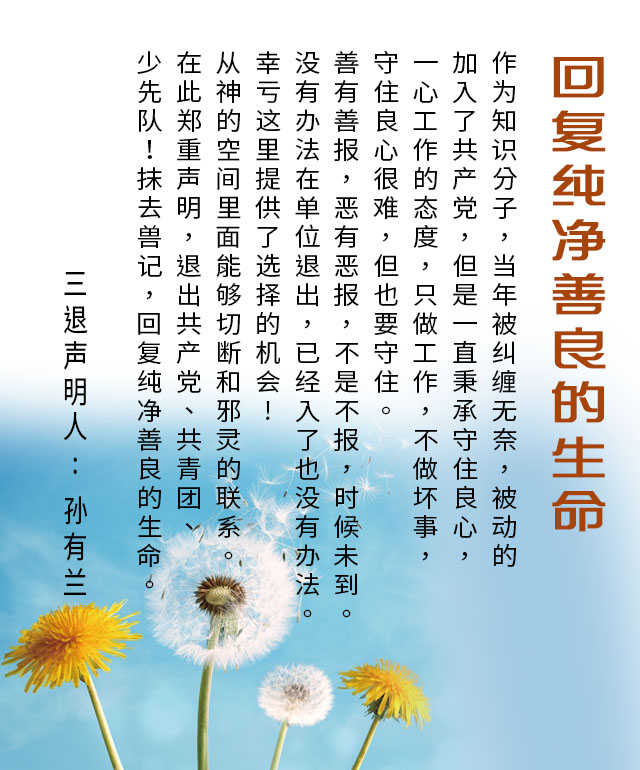 回复纯净善良的生命
作为知识分子，当年被纠缠无奈，被动的
加入了共产党，但是一直秉承守住良心，
一心工作的态度，只做工作，不做坏事，
守住良心很难，但也要守住。
善有善报，恶有恶报，不是不报，时候未到。
没有办法在单位退出，已经入了也没有办法。
幸亏这里提供了选择的机会！
从神的空间里面能够切断和邪灵的联系。
在此郑重声明，退出共产党、共青团、
少先队！抹去兽记，回复纯净善良的生命。
三退声明人：孙有兰